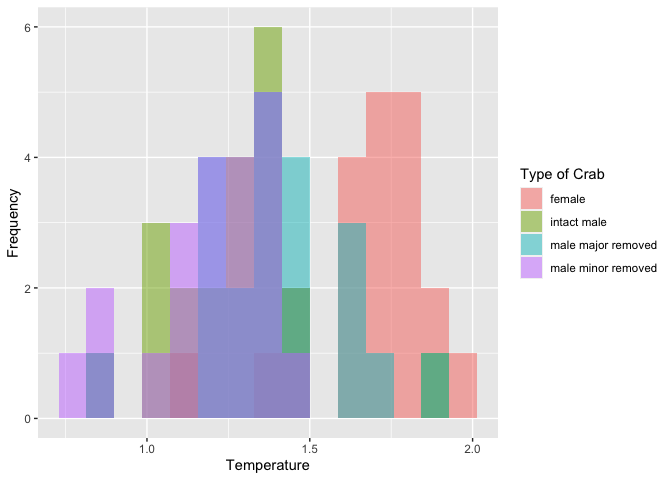 6
4
2
0
Frequency
1.0
1.5
2.0
Temperature
Type of Crab
female
intact male
male major removed
male minor removed